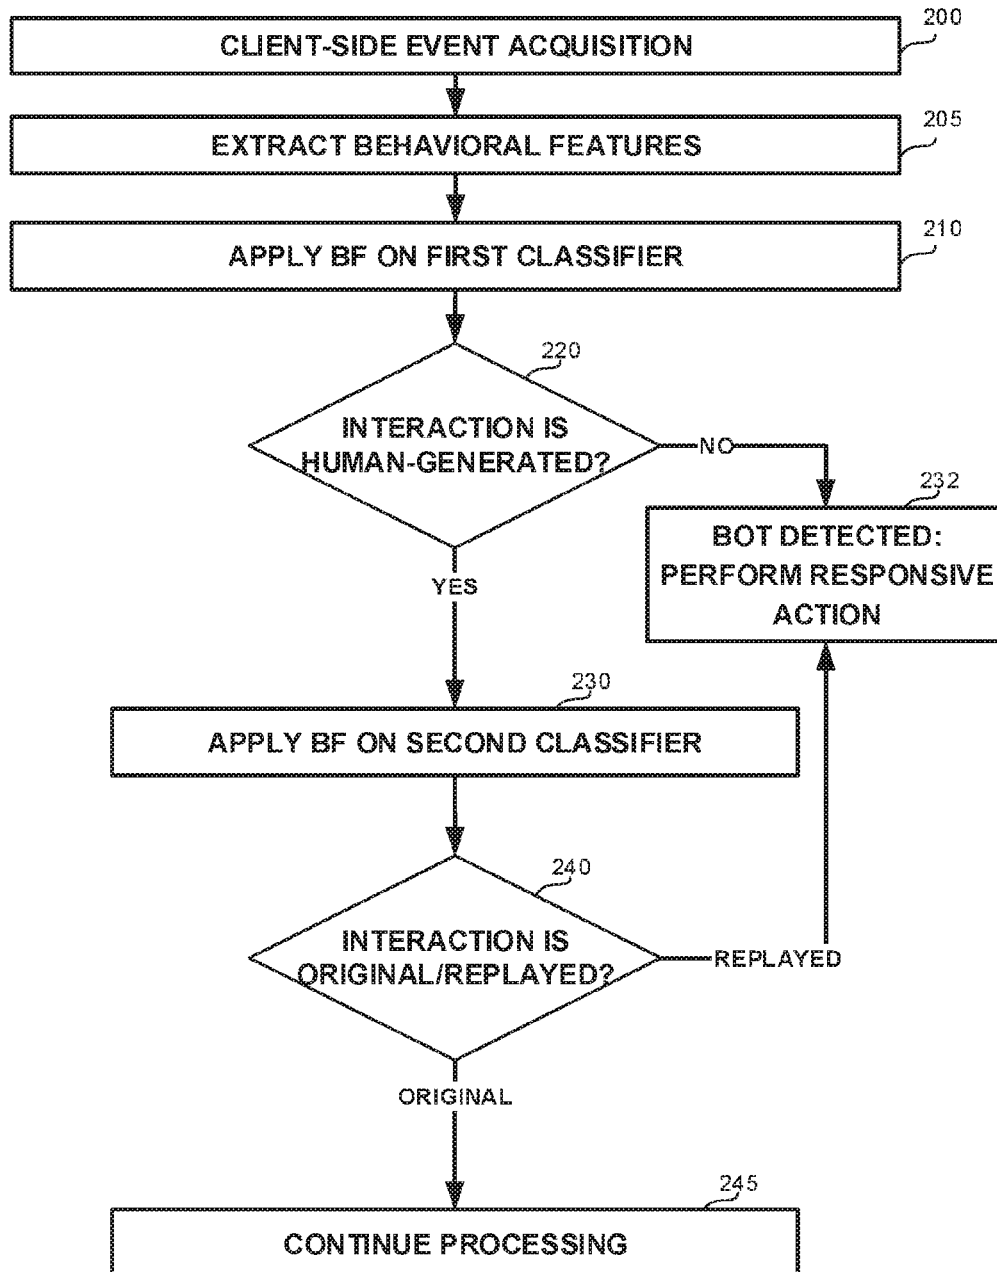 200
CLIENT-SIDE EVENT ACQUISITION
205
EXTRACT BEHAVIORAL FEATURES
210
APPLY BF ON FIRST CLASSIFIER
220
INTERACTION IS
HUMAN-GENERATED?
NO
232
BOT DETECTED:
PERFORM RESPONSIVE
ACTION
YES
230
APPLY BF ON SECOND CLASSIFIER
240
INTERACTION IS
ORIGINAL/REPLAYED?
REPLAYED
ORIGINAL
245
CONTINUE PROCESSING